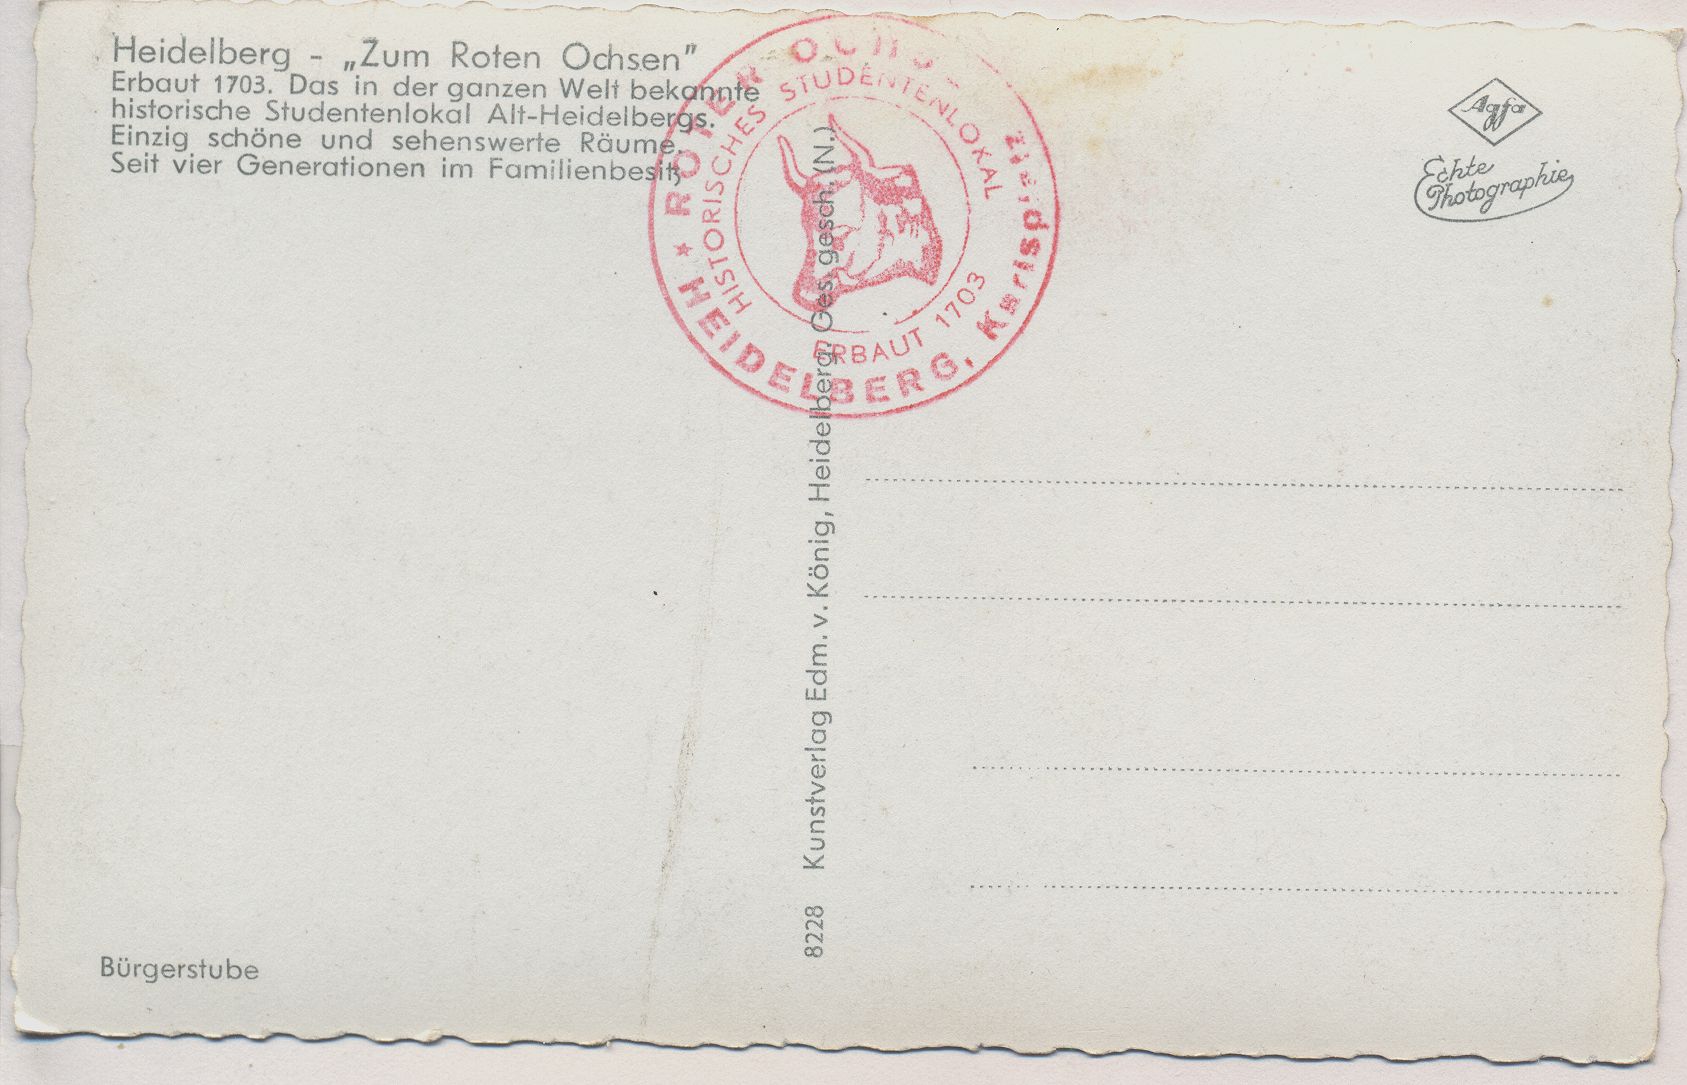 Heidelberg - „Zum Roten Ochsen”
Erbaut 1703. Das in der ganzen Welt bekannte
historische Studentenlokal Alt-Heidelbergs.
Einzig schöne und sehenswerte Räume.
Seit vier Generationen im Familienbesitz
ROTER
HEIDELBERG,
HISTORISCHES STUDENTENLOKAL
ERBAUT 1703
Agfa
Echte
Photographie
8228 Kunstverlag Edm. v. König, Heidelberg. Ges. gesch. (N.)
Bürgerstube